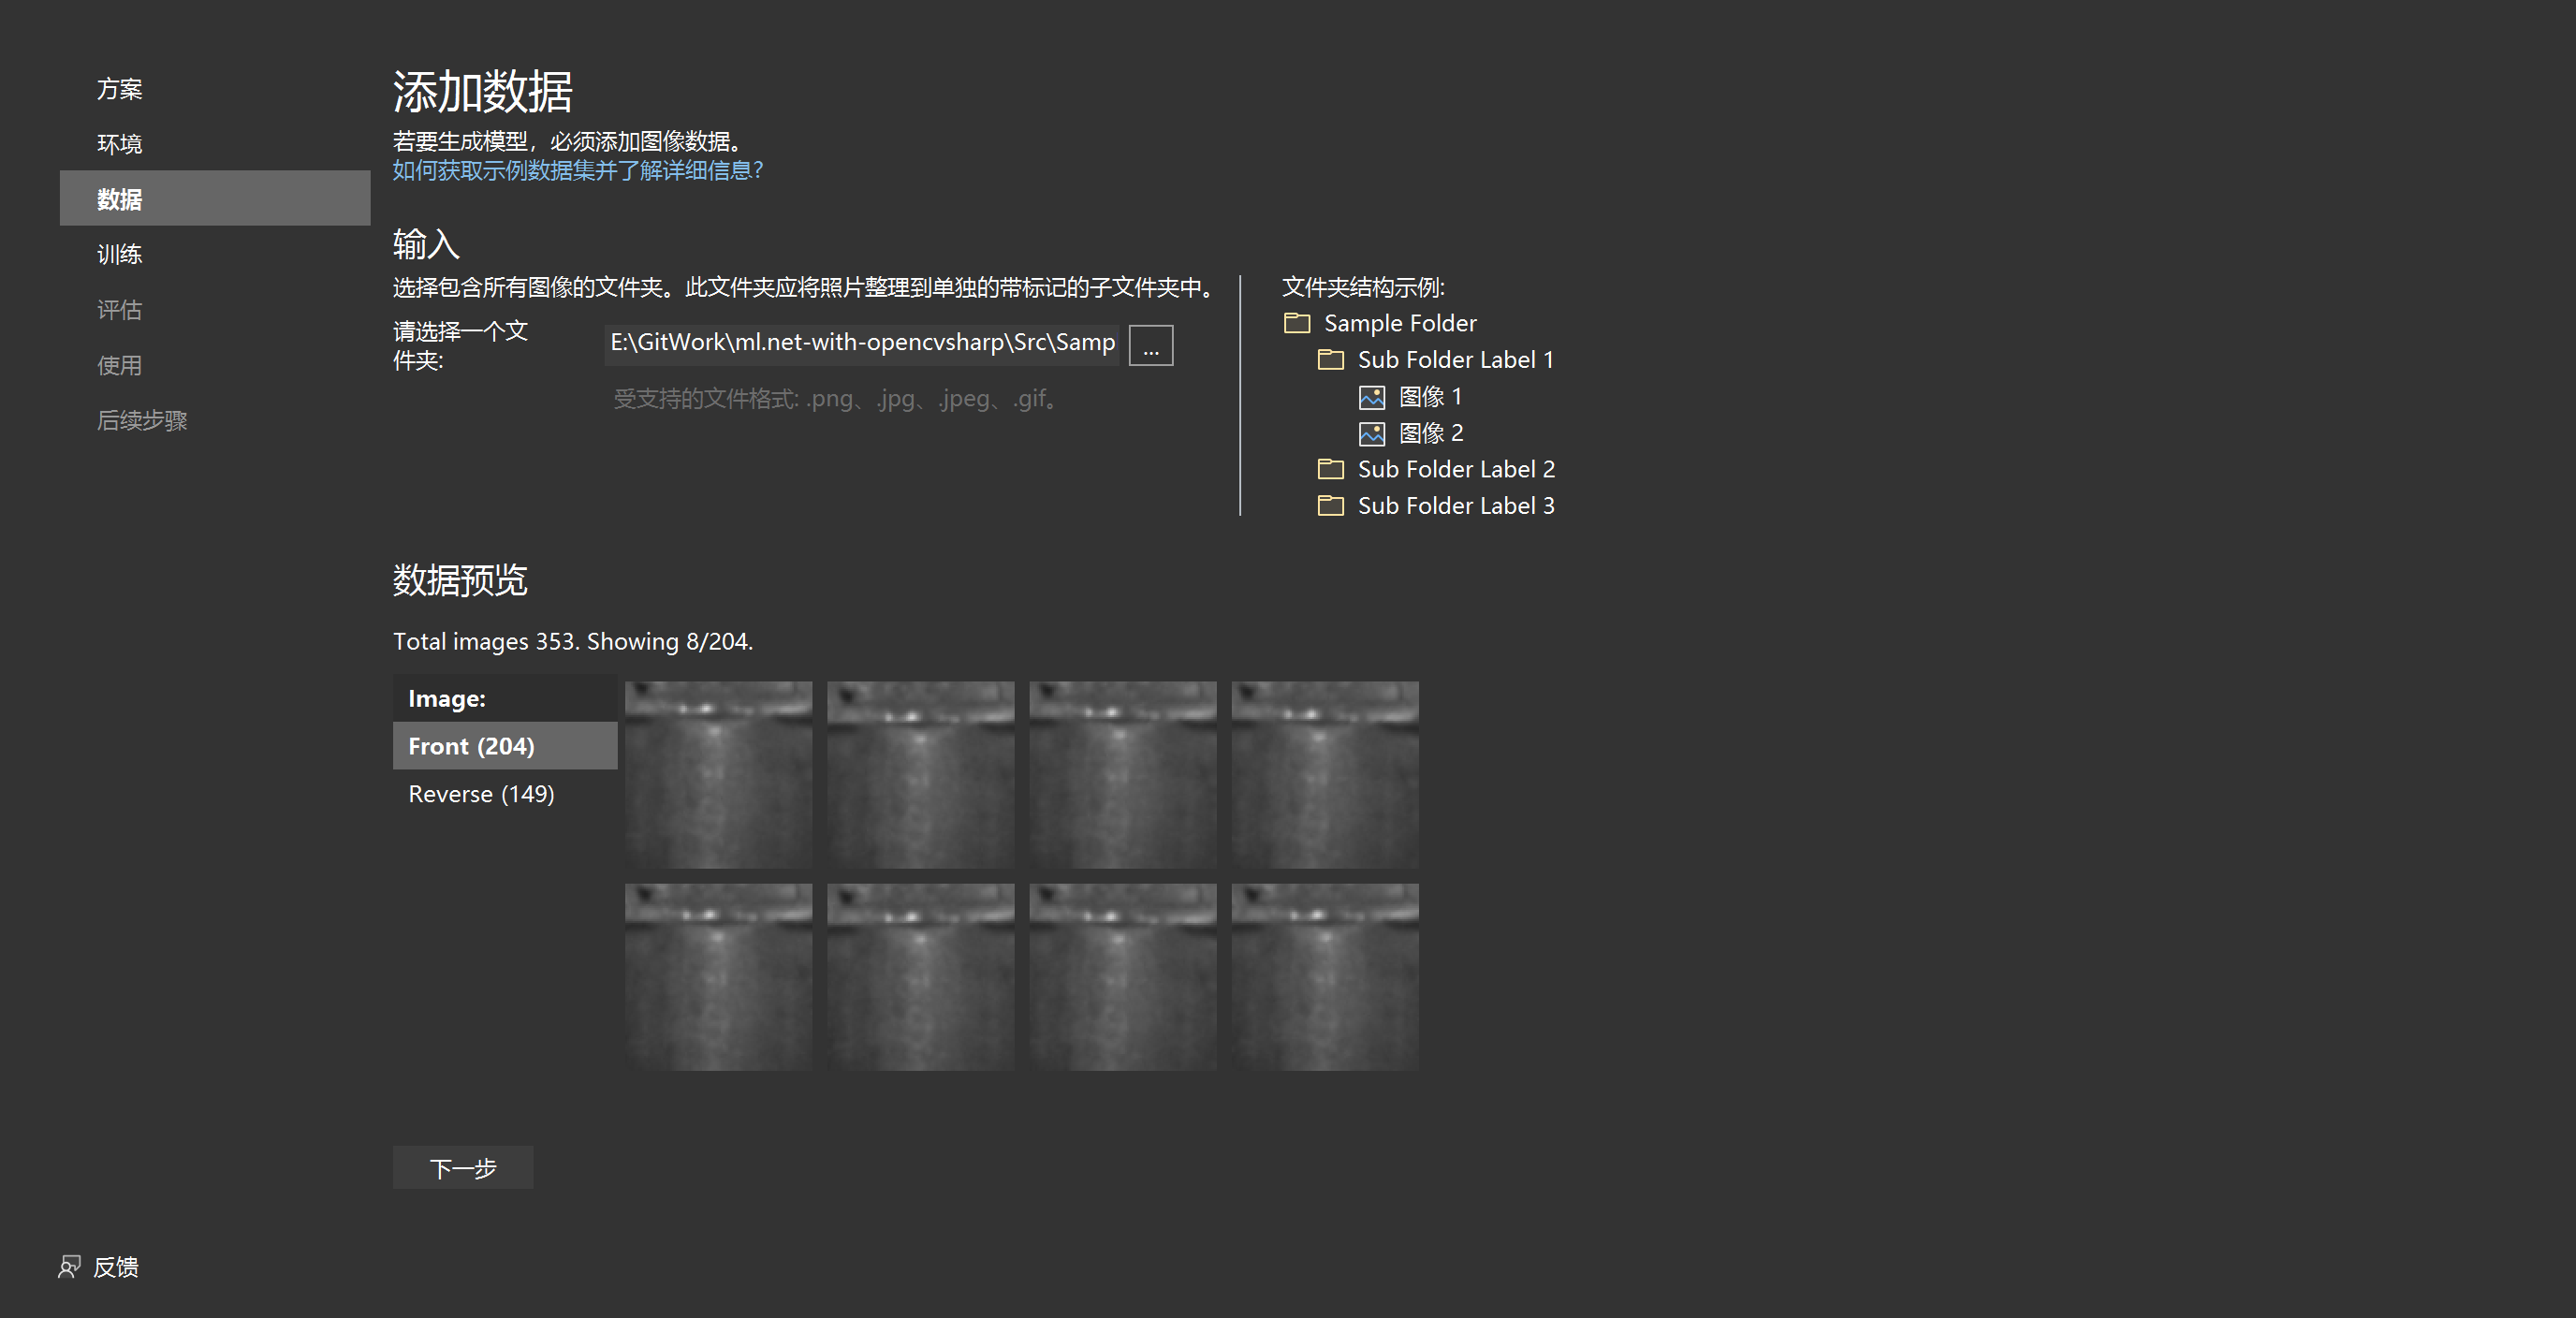 方案
环境
数据
训练
评估
使用
后续步骤
添加数据
若要生成模型，必须添加图像数据。
如何获取示例数据集并了解详细信息?
输入
选择包含所有图像的文件夹。此文件夹应将照片整理到单独的带标记的子文件夹中。
请选择一个文
件夹:
E:\GitWork\ml.net-with-opencvsharp\Src\Samp
...
受支持的文件格式: .png、.jpg、.jpeg、.gif。
文件夹结构示例:
Sample Folder
Sub Folder Label 1
图像 1
图像 2
Sub Folder Label 2
Sub Folder Label 3
数据预览
Total images 353. Showing 8/204.
Image:
Front (204)
Reverse (149)
下一步
反馈